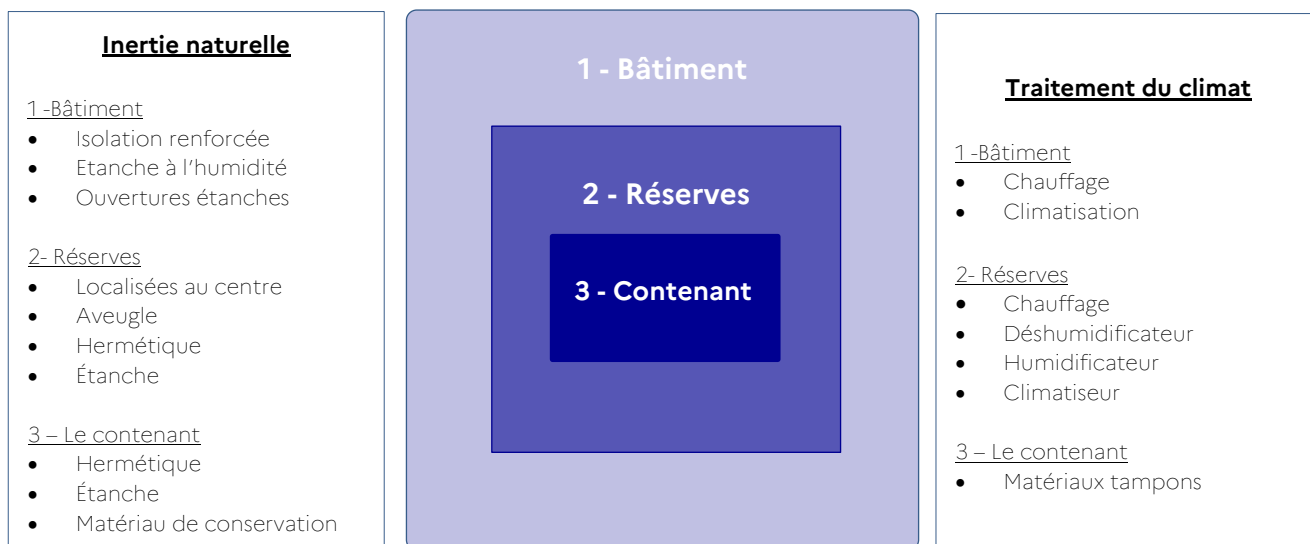 Inertie naturelle
1 -Bâtiment
• Isolation renforcée
• Etanche à l'humidité
• Ouvertures étanches
2- Réserves
• Localisées au centre
• Aveugle
• Hermétique
• Étanche
3 – Le contenant
• Hermétique
• Étanche
• Matériau de conservation
1 - Bâtiment
2 - Réserves
3 - Contenant
Traitement du climat
1 -Bâtiment
• Chauffage
• Climatisation
2- Réserves
• Chauffage
• Déshumidificateur
• Humidificateur
• Climatiseur
3 – Le contenant
• Matériaux tampons